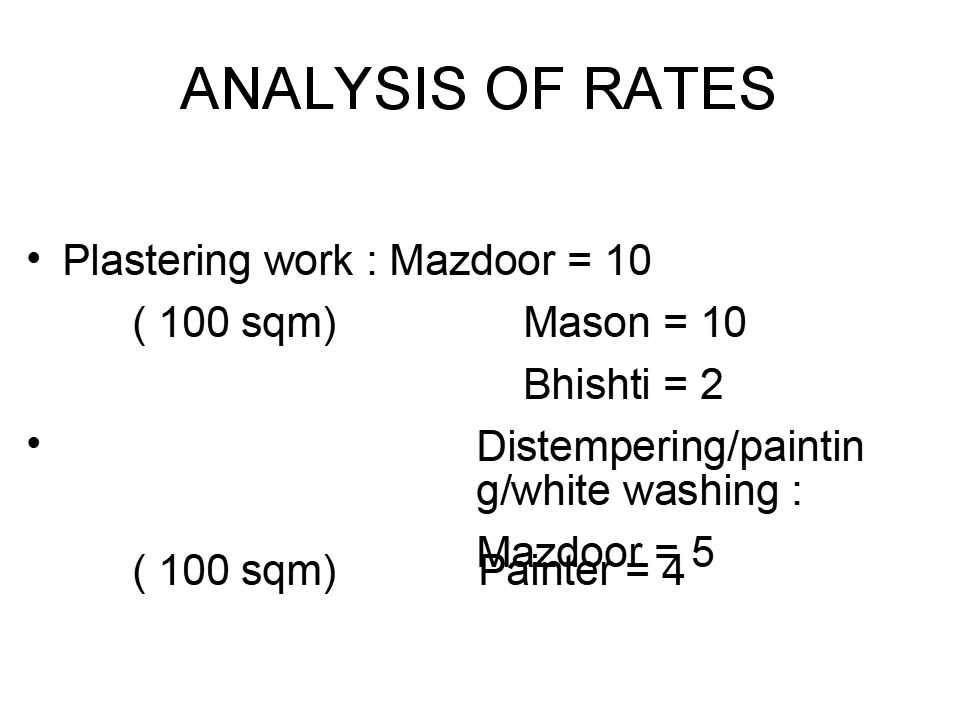 ANALYSIS OF RATES
• Plastering work : Mazdoor = 10
( 100 sqm) Mason = 10
Bhishti = 2
• Distempering/paintin
g/white washing :
Mazdoor = 5
( 100 sqm) Painter = 4